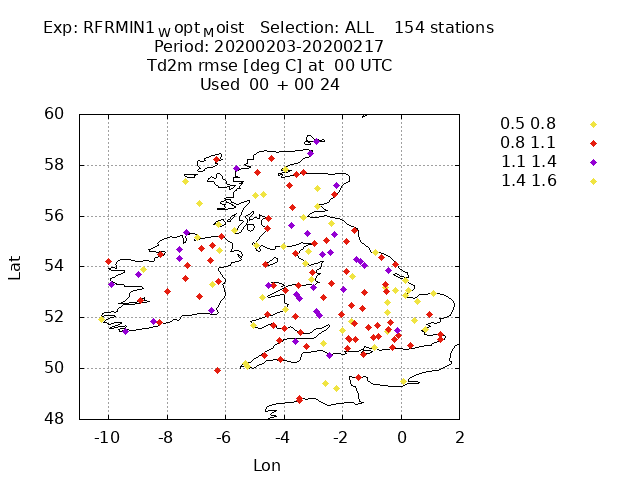 Exp: RFRMIN1WoptMoist Selection: ALL 154 stations
Period: 20200203-20200217
Td2m rmse [deg C] at 00 UTC
Used 00 + 00 24
0.5 0.8
0.8 1.1
1.1 1.4
1.4 1.6
60
58
56
54
52
50
48
Lat
-10 -8 -6 -4 -2 0 2
Lon